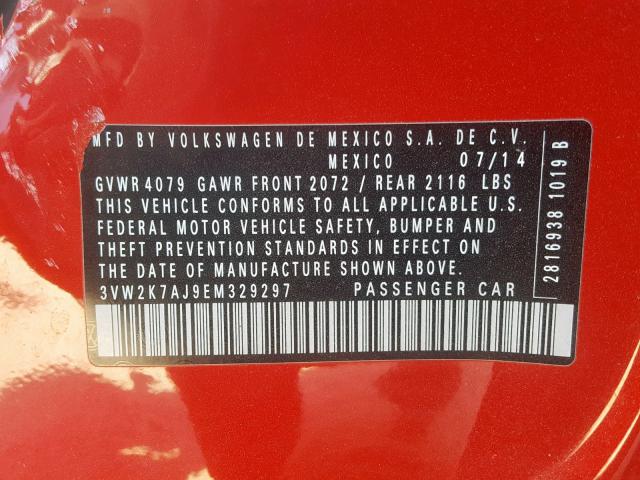 MFD BY VOLKSWAGEN DE MEXICO S.A. DE C.V.
MEXICO 07/14
GVWR 4079 GAWR FRONT 2072 / REAR 2116 LBS
THIS VEHICLE CONFORMS TO ALL APPLICABLE U.S.
FEDERAL MOTOR VEHICLE SAFETY, BUMPER AND
THEFT PREVENTION STANDARDS IN EFFECT ON
THE DATE OF MANUFACTURE SHOWN ABOVE.
3VW2K7AJ9EM329297 PASSENGER CAR
2816938 1019 B